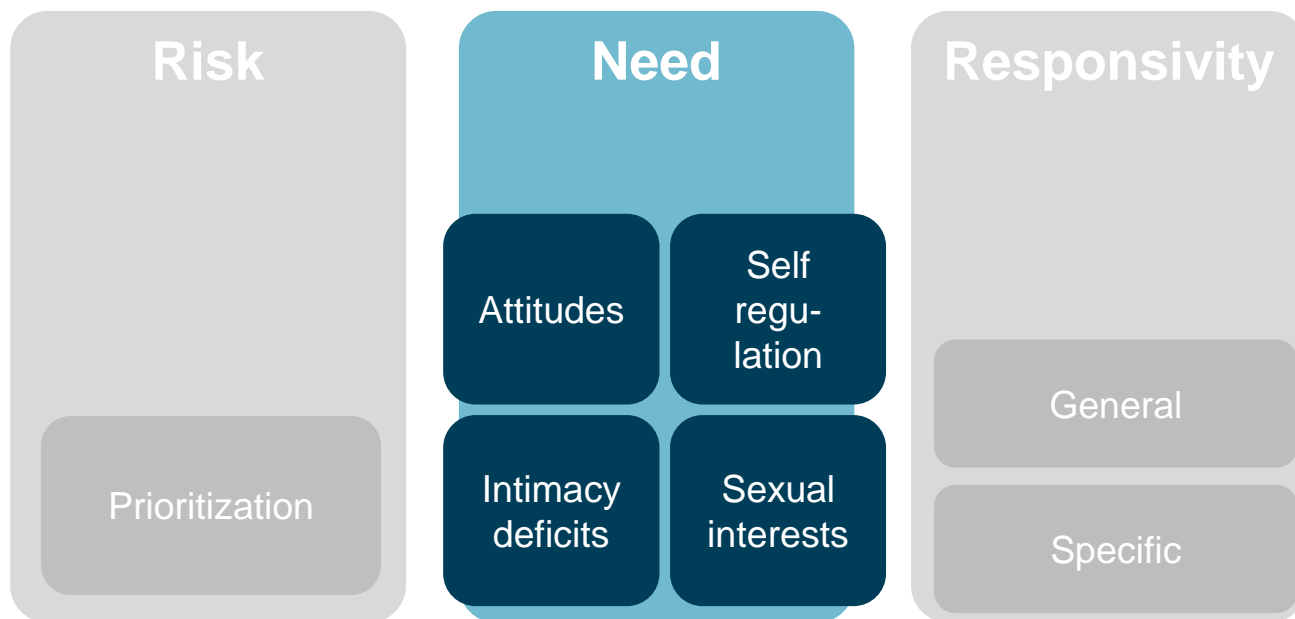 Risk
Need
Responsivity
Attitudes
Self
regu-
lation
Prioritization
Intimacy
deficits
Sexual
interests
General
Specific